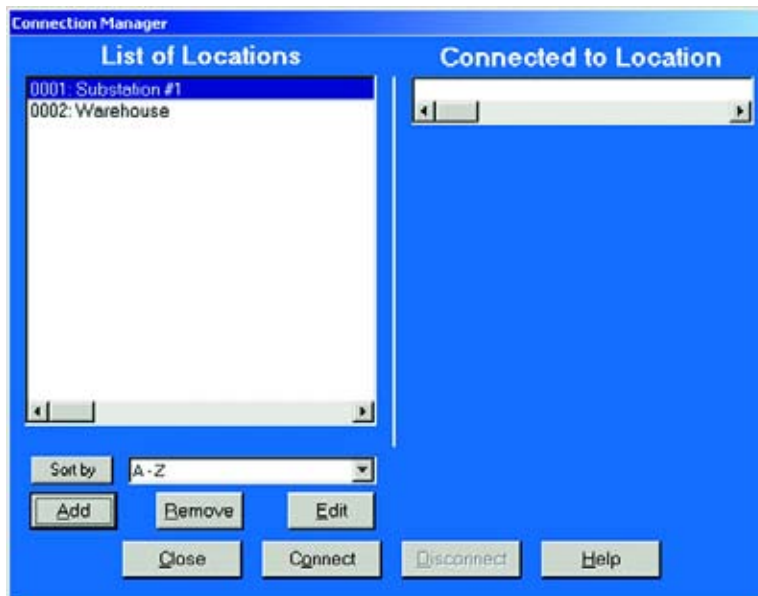 Connection Manager
List of Locations
Connected to Location
0001: Substation #1
0002: Warehouse
Sort by
A - Z
Add
Remove
Edit
Close
Connect
Disconnect
Help